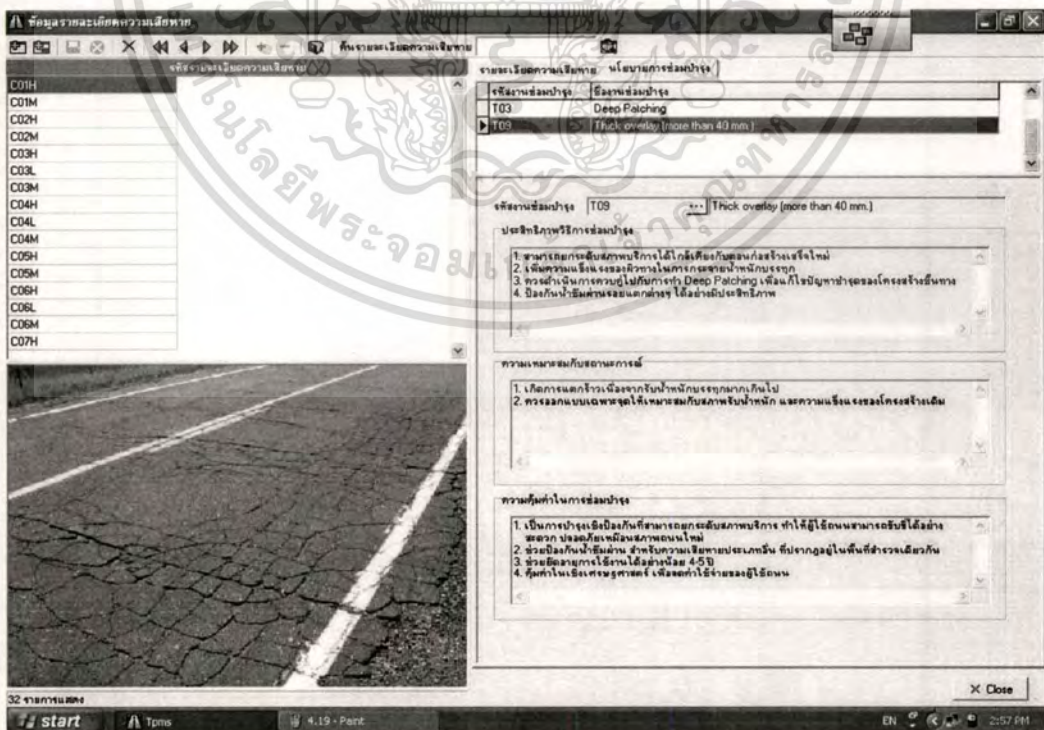 ข้อมูลรายละเอียดความเสียหาย
ค้นรายละเอียดความเสียหาย
รหัสรายละเอียดความเสียหาย
C01H
C01M
C02H
C02M
C03H
C03L
C03M
C04H
C04L
C04M
C05H
C05M
C06H
C06L
C06M
C07H
32 รายการแสดง
รายละเอียดความเสียหาย นโยบายการซ่อมบำรุง
รหัสงานซ่อมบำรุง ชื่องานซ่อมบำรุง
T03 Deep Patching
T09 Thick overlay (more than 40 mm.)
รหัสงานซ่อมบำรุง T09 ... Thick overlay (more than 40 mm.)
ประสิทธิภาพวิธีการซ่อมบำรุง
1. สามารถยกระดับสภาพบริการได้ใกล้เคียงกับตอนก่อสร้างเสร็จใหม่
2. เพิ่มความแข็งแรงของผิวทางในการกระจายน้ำหนักบรรทุก
3. ควรดำเนินการควบคู่ไปกับการทำ Deep Patching เพื่อแก้ไขปัญหาชำรุดของโครงสร้างชั้นทาง
4. ป้องกันน้ำซึมผ่านรอยแตกต่างๆ ได้อย่างมีประสิทธิภาพ
ความเหมาะสมกับสถานะการณ์
1. เกิดการแตกร้าวเนื่องจากรับน้ำหนักบรรทุกมากเกินไป
2. ควรออกแบบเฉพาะจุดให้เหมาะสมกับสภาพรับน้ำหนัก และความแข็งแรงของโครงสร้างเดิม
ความคุ้มค่าในการซ่อมบำรุง
1. เป็นการบำรุงเชิงป้องกันที่สามารถยกระดับสภาพบริการ ทำให้ผู้ใช้ถนนสามารถขับขี่ได้อย่าง
สะดวก ปลอดภัยเหมือนสภาพถนนใหม่
2. ช่วยป้องกันน้ำซึมผ่าน สำหรับความเสียหายประเภทอื่น ที่ปรากฏอยู่ในพื้นที่สำรวจเดียวกัน
3. ช่วยยืดอายุการใช้งานได้อย่างน้อย 4-5 ปี
4. คุ้มค่าในเชิงเศรษฐศาสตร์ เพื่อลดค่าใช้จ่ายของผู้ใช้ถนน
Close
start Tpms 4.19 - Paint EN 2:57 PM